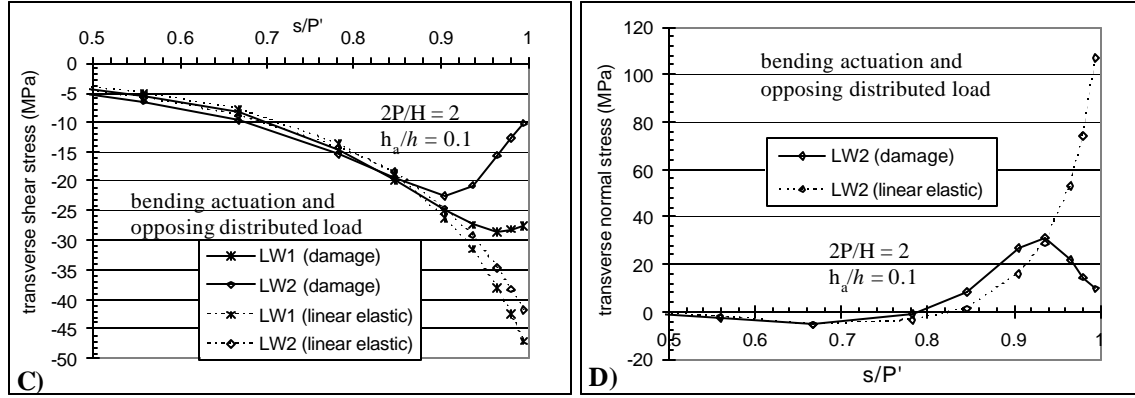 s/P'
0.5 0.6 0.7 0.8 0.9 1
0
-5
-10
-15
-20
-25
-30
-35
-40
-45
-50
transverse shear stress (MPa)
2P/H = 2
hₐ/h = 0.1
bending actuation and
opposing distributed load
LW1 (damage)
LW2 (damage)
LW1 (linear elastic)
LW2 (linear elastic)
C)
120
100
80
60
40
20
0
-20
transverse normal stress (MPa)
bending actuation and
opposing distributed load
LW2 (damage)
LW2 (linear elastic)
2P/H = 2
hₐ/h = 0.1
0.5 0.6 0.7 0.8 0.9 1
s/P'
D)